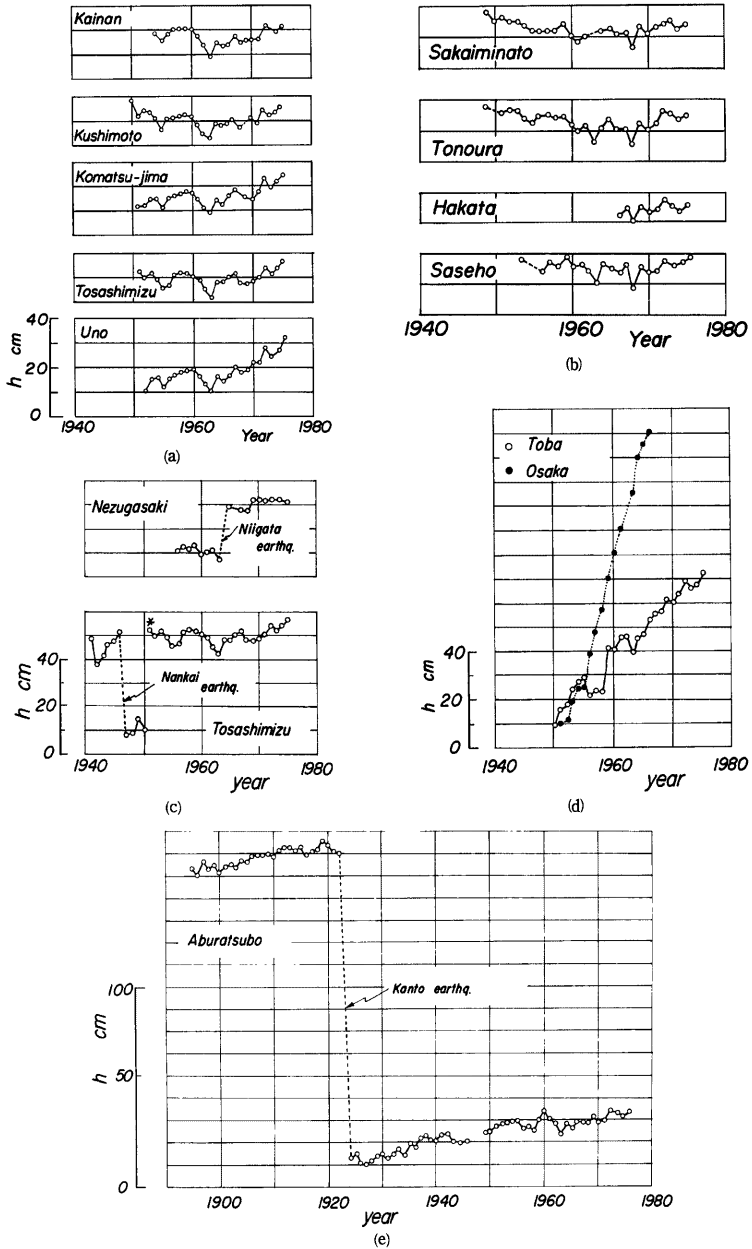 Kainan
Kushimoto
Komatsu-jima
Tosashimizu
Uno
40
20
0
h cm
1940 1960 1980
Year
(a)
Sakaiminato
Tonoura
Hakata
Saseho
1940 1960 1980
Year
(b)
Nezugasaki
Niigata
earthq.
*
Nankai
earthq.
Tosashimizu
40
20
0
h cm
1940 1960 1980
year
(c)
Toba
Osaka
40
20
0
h cm
1940 1960 1980
year
(d)
Aburatsubo
Kanto earthq.
100
50
0
h cm
1900 1920 1940 1960 1980
year
(e)